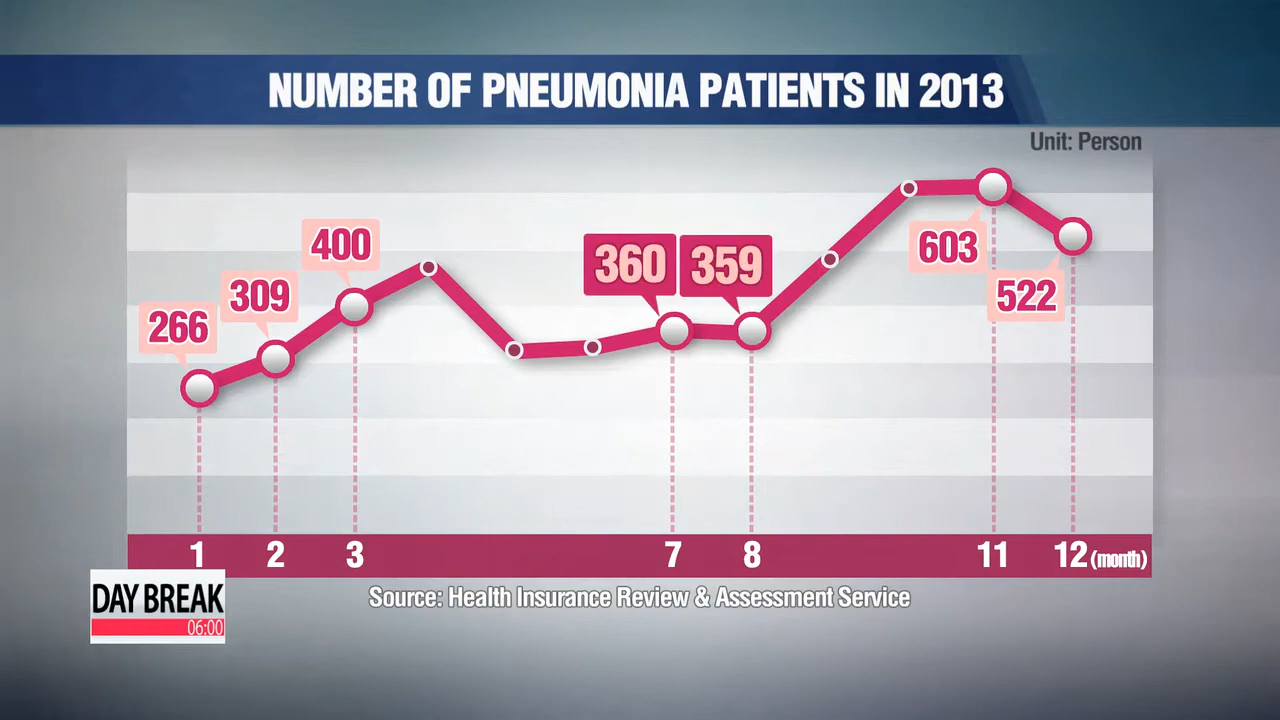 NUMBER OF PNEUMONIA PATIENTS IN 2013
Unit: Person
266
309
400
360
359
603
522
1 2 3 7 8 11 12 (month)
Source: Health Insurance Review & Assessment Service
DAY BREAK
06:00